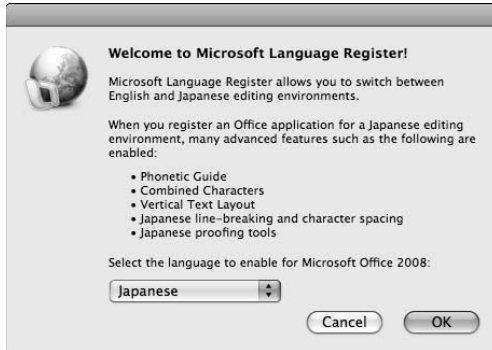 Welcome to Microsoft Language Register!
Microsoft Language Register allows you to switch between
English and Japanese editing environments.
When you register an Office application for a Japanese editing
environment, many advanced features such as the following are
enabled:
• Phonetic Guide
• Combined Characters
• Vertical Text Layout
• Japanese line-breaking and character spacing
• Japanese proofing tools
Select the language to enable for Microsoft Office 2008:
Japanese
Cancel OK